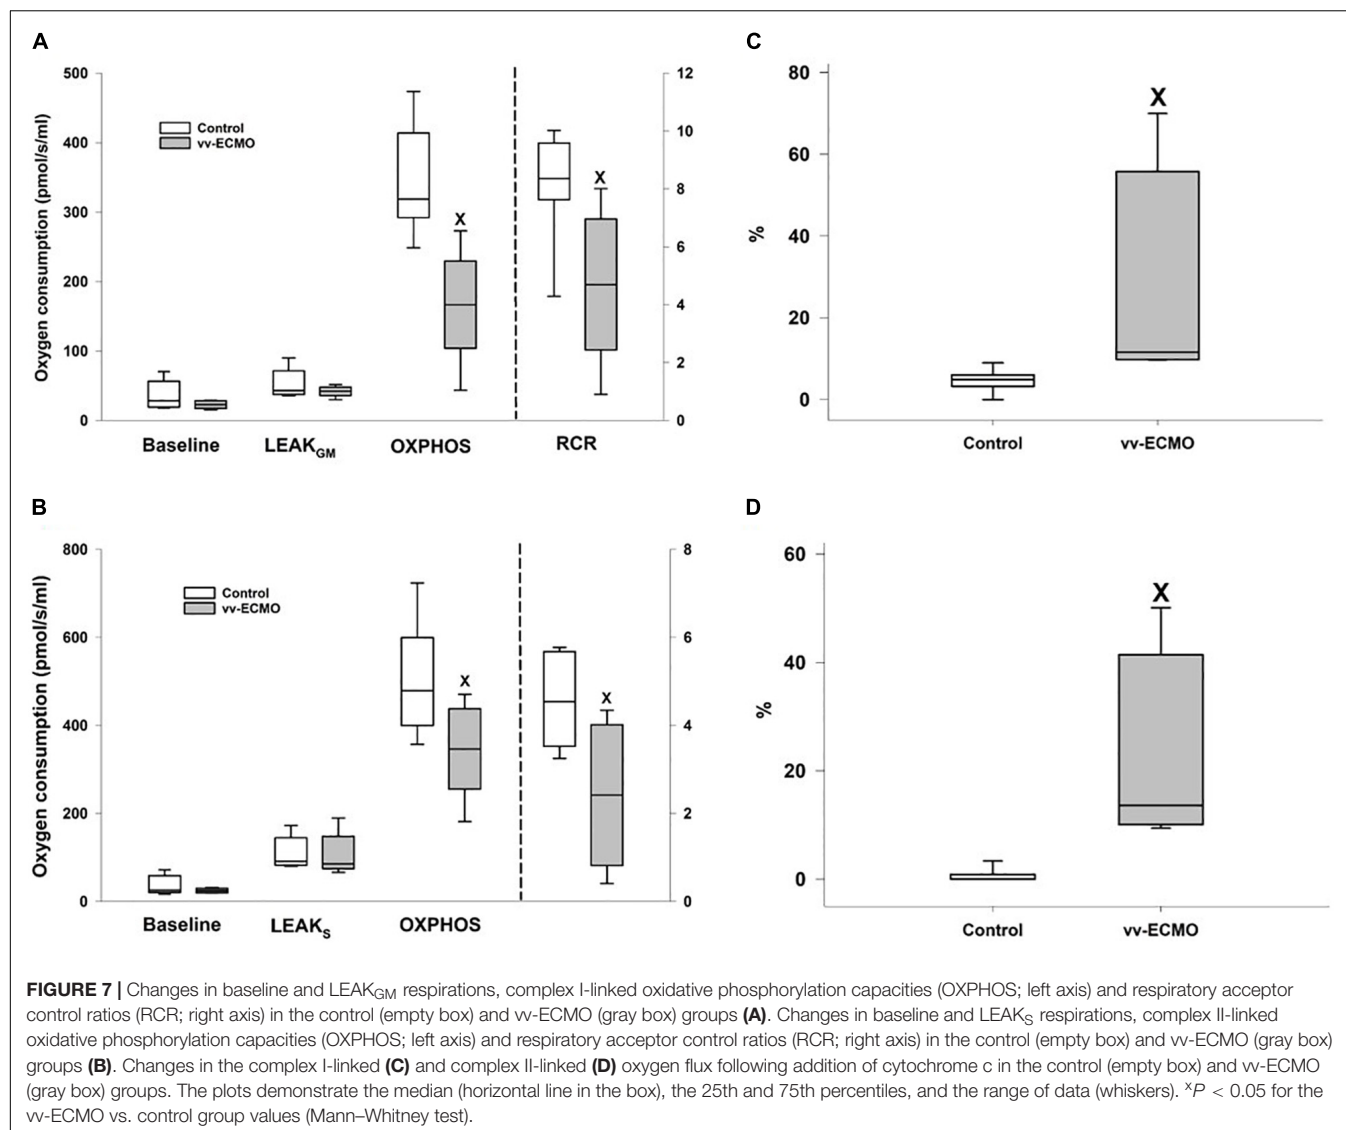 A
500
400
300
200
100
0
Oxygen consumption (pmol/s/ml)
Control
vv-ECMO
X
X
12
10
8
6
4
2
0
Baseline
LEAK_GM
OXPHOS
RCR
C
80
60
40
20
0
%
X
Control
vv-ECMO
B
800
600
400
200
0
Oxygen consumption (pmol/s/ml)
Control
vv-ECMO
X
X
8
6
4
2
0
Baseline
LEAK_S
OXPHOS
D
60
40
20
0
%
X
Control
vv-ECMO
FIGURE 7 | Changes in baseline and LEAK_GM respirations, complex I-linked oxidative phosphorylation capacities (OXPHOS; left axis) and respiratory acceptor
control ratios (RCR; right axis) in the control (empty box) and vv-ECMO (gray box) groups (A). Changes in baseline and LEAK_S respirations, complex II-linked
oxidative phosphorylation capacities (OXPHOS; left axis) and respiratory acceptor control ratios (RCR; right axis) in the control (empty box) and vv-ECMO (gray box)
groups (B). Changes in the complex I-linked (C) and complex II-linked (D) oxygen flux following addition of cytochrome c in the control (empty box) and vv-ECMO
(gray box) groups. The plots demonstrate the median (horizontal line in the box), the 25th and 75th percentiles, and the range of data (whiskers). ˣP < 0.05 for the
vv-ECMO vs. control group values (Mann–Whitney test).